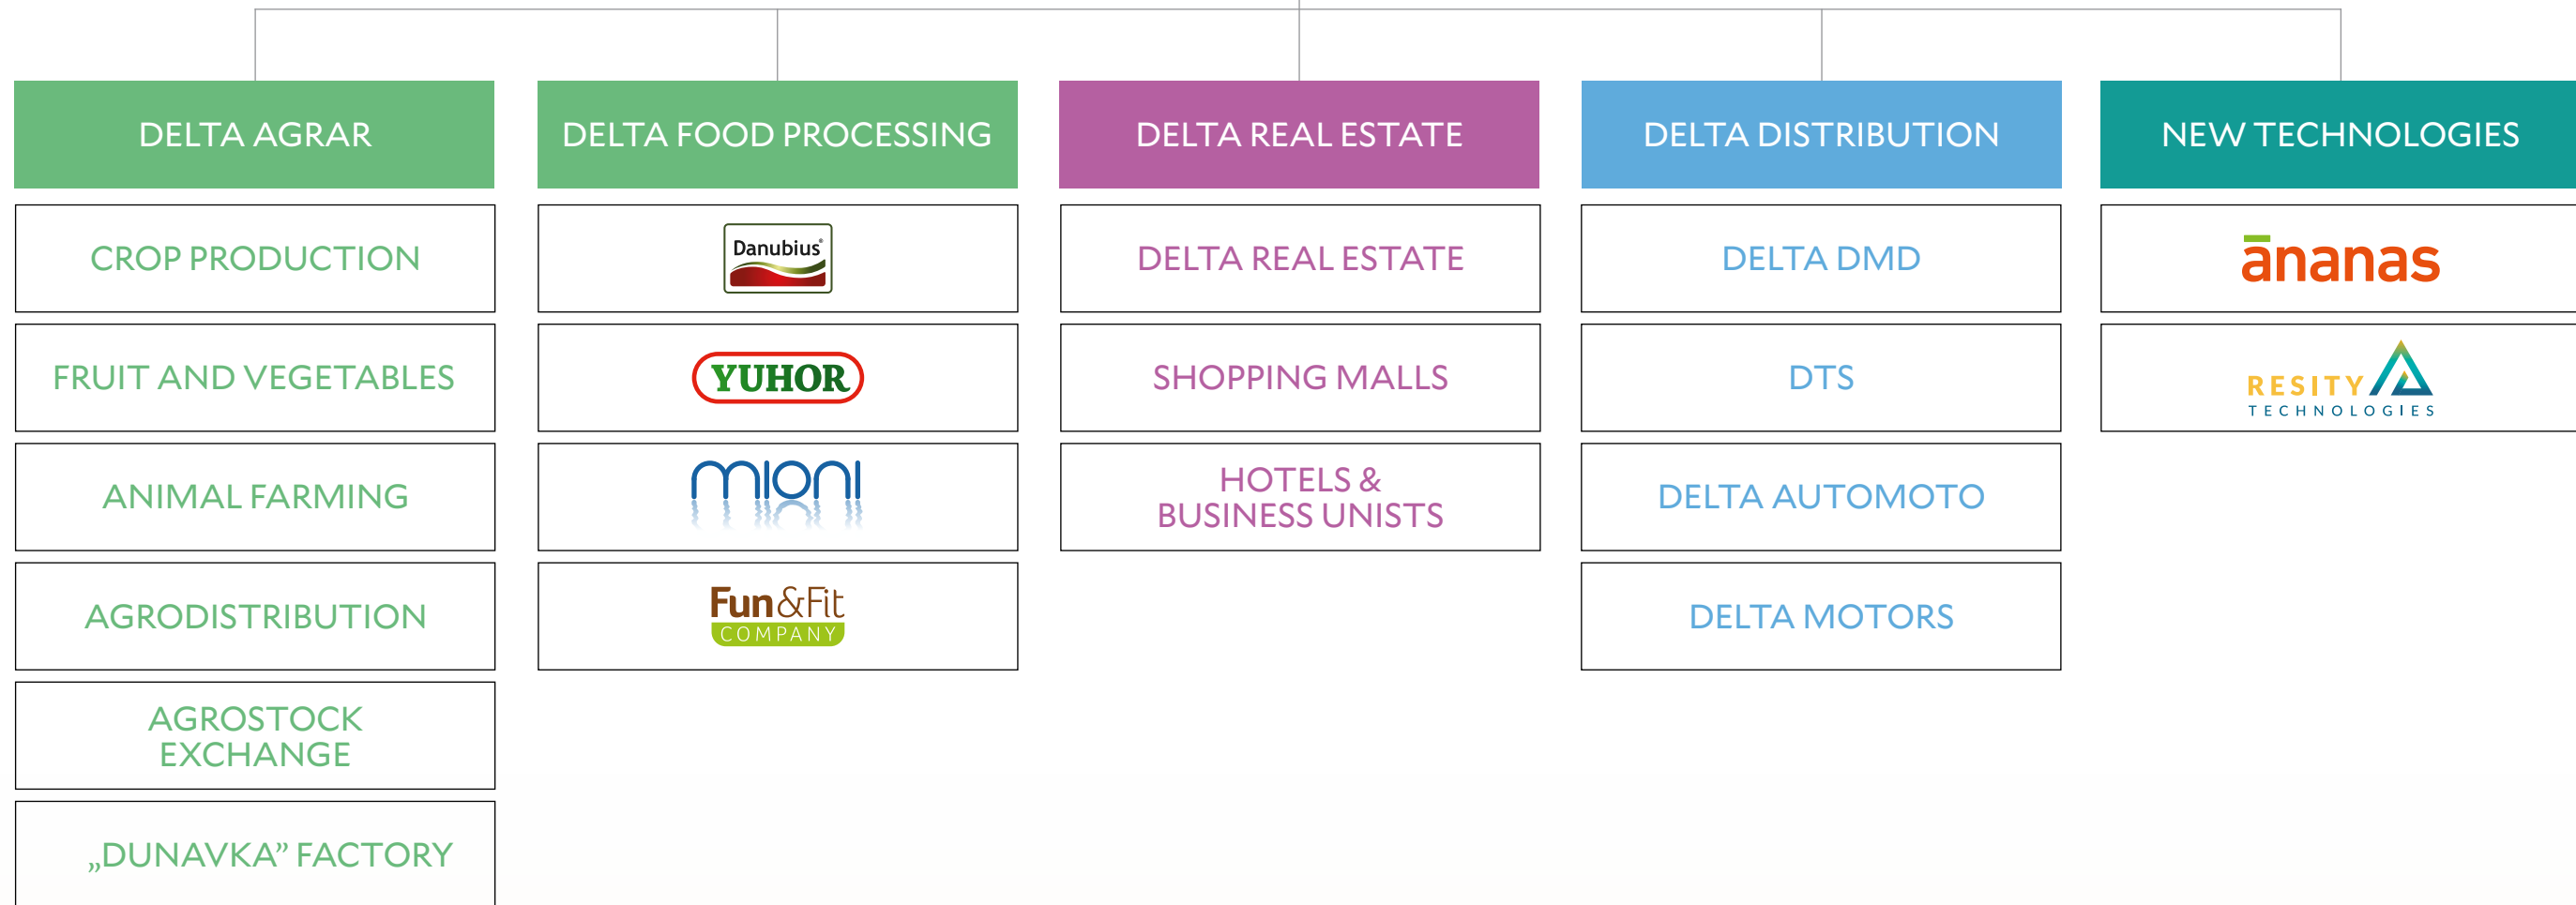 DELTA AGRAR
CROP PRODUCTION
FRUIT AND VEGETABLES
ANIMAL FARMING
AGRODISTRIBUTION
AGROSTOCK
EXCHANGE
„DUNAVKA” FACTORY
DELTA FOOD PROCESSING
Danubius®
YUHOR
mioni
Fun&Fit
COMPANY
DELTA REAL ESTATE
DELTA REAL ESTATE
SHOPPING MALLS
HOTELS &
BUSINESS UNISTS
DELTA DISTRIBUTION
DELTA DMD
DTS
DELTA AUTOMOTO
DELTA MOTORS
NEW TECHNOLOGIES
ananas
RESITY
TECHNOLOGIES